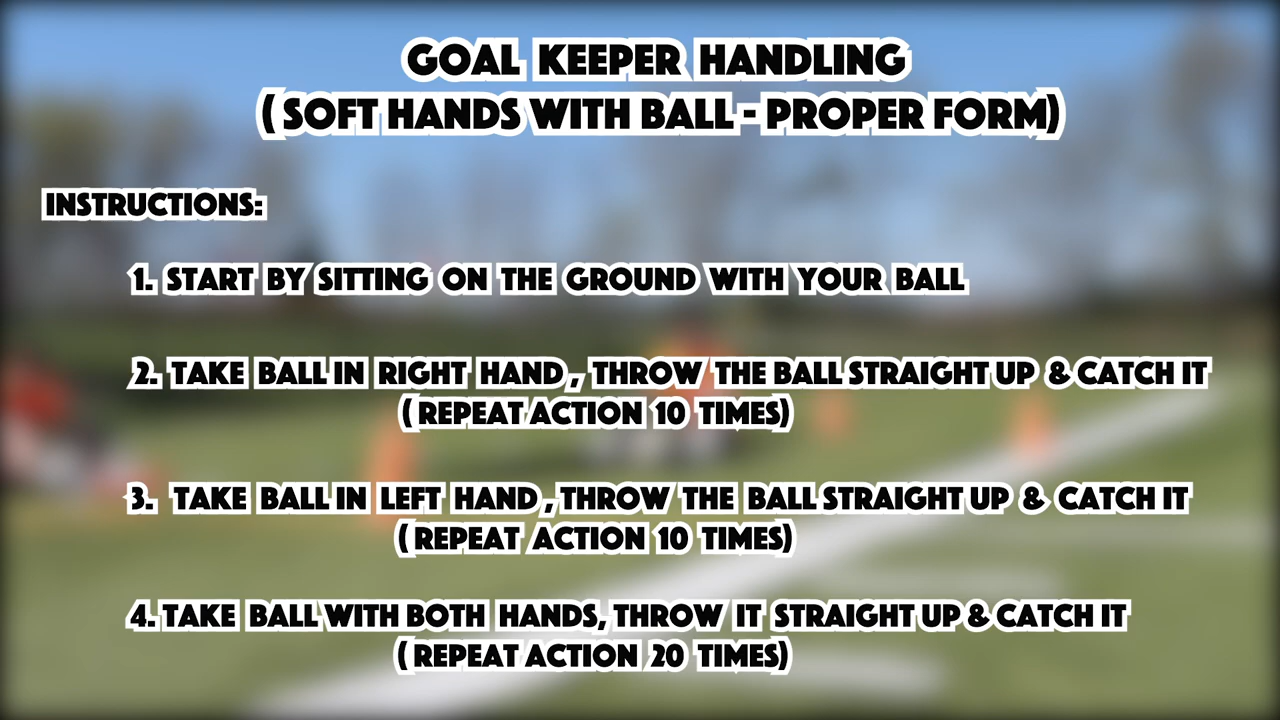 GOAL KEEPER HANDLING
( SOFT HANDS WITH BALL - PROPER FORM)
INSTRUCTIONS:
1. START BY SITTING ON THE GROUND WITH YOUR BALL
2. TAKE BALL IN RIGHT HAND , THROW THE BALL STRAIGHT UP & CATCH IT
( REPEAT ACTION 10 TIMES)
3. TAKE BALL IN LEFT HAND , THROW THE BALL STRAIGHT UP & CATCH IT
( REPEAT ACTION 10 TIMES)
4. TAKE BALL WITH BOTH HANDS, THROW IT STRAIGHT UP & CATCH IT
( REPEAT ACTION 20 TIMES)